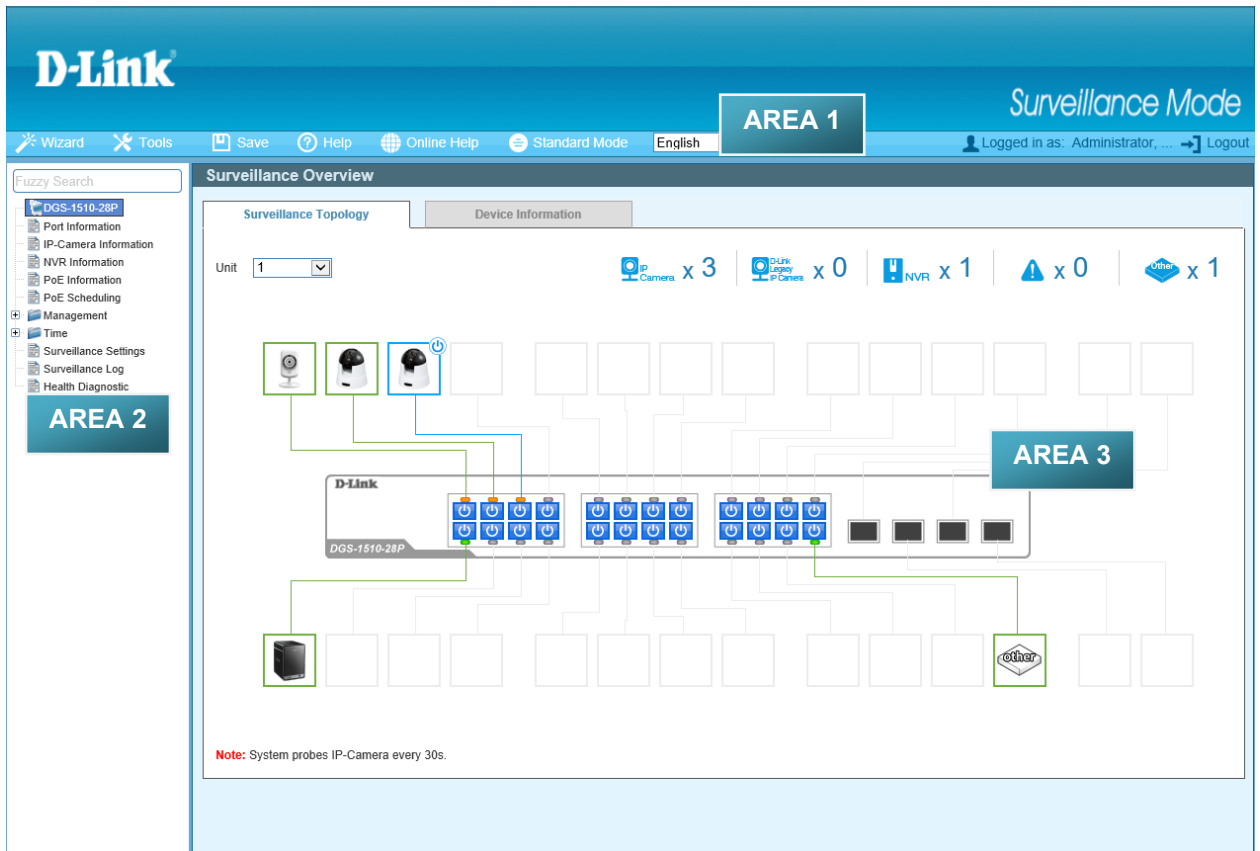 D-Link
Surveillance Mode
AREA 1
Wizard Tools Save Help Online Help Standard Mode English Logged in as: Administrator, ... Logout
Fuzzy Search
Surveillance Overview
DGS-1510-28P
Port Information
IP-Camera Information
NVR Information
PoE Information
PoE Scheduling
Management
Time
Surveillance Settings
Surveillance Log
Health Diagnostic
AREA 2
Surveillance Topology Device Information
Unit 1
IP Camera x 3
D-Link Legacy IP Camera x 0
NVR x 1
x 0
Other x 1
AREA 3
D-Link
DGS-1510-28P
other
Note: System probes IP-Camera every 30s.